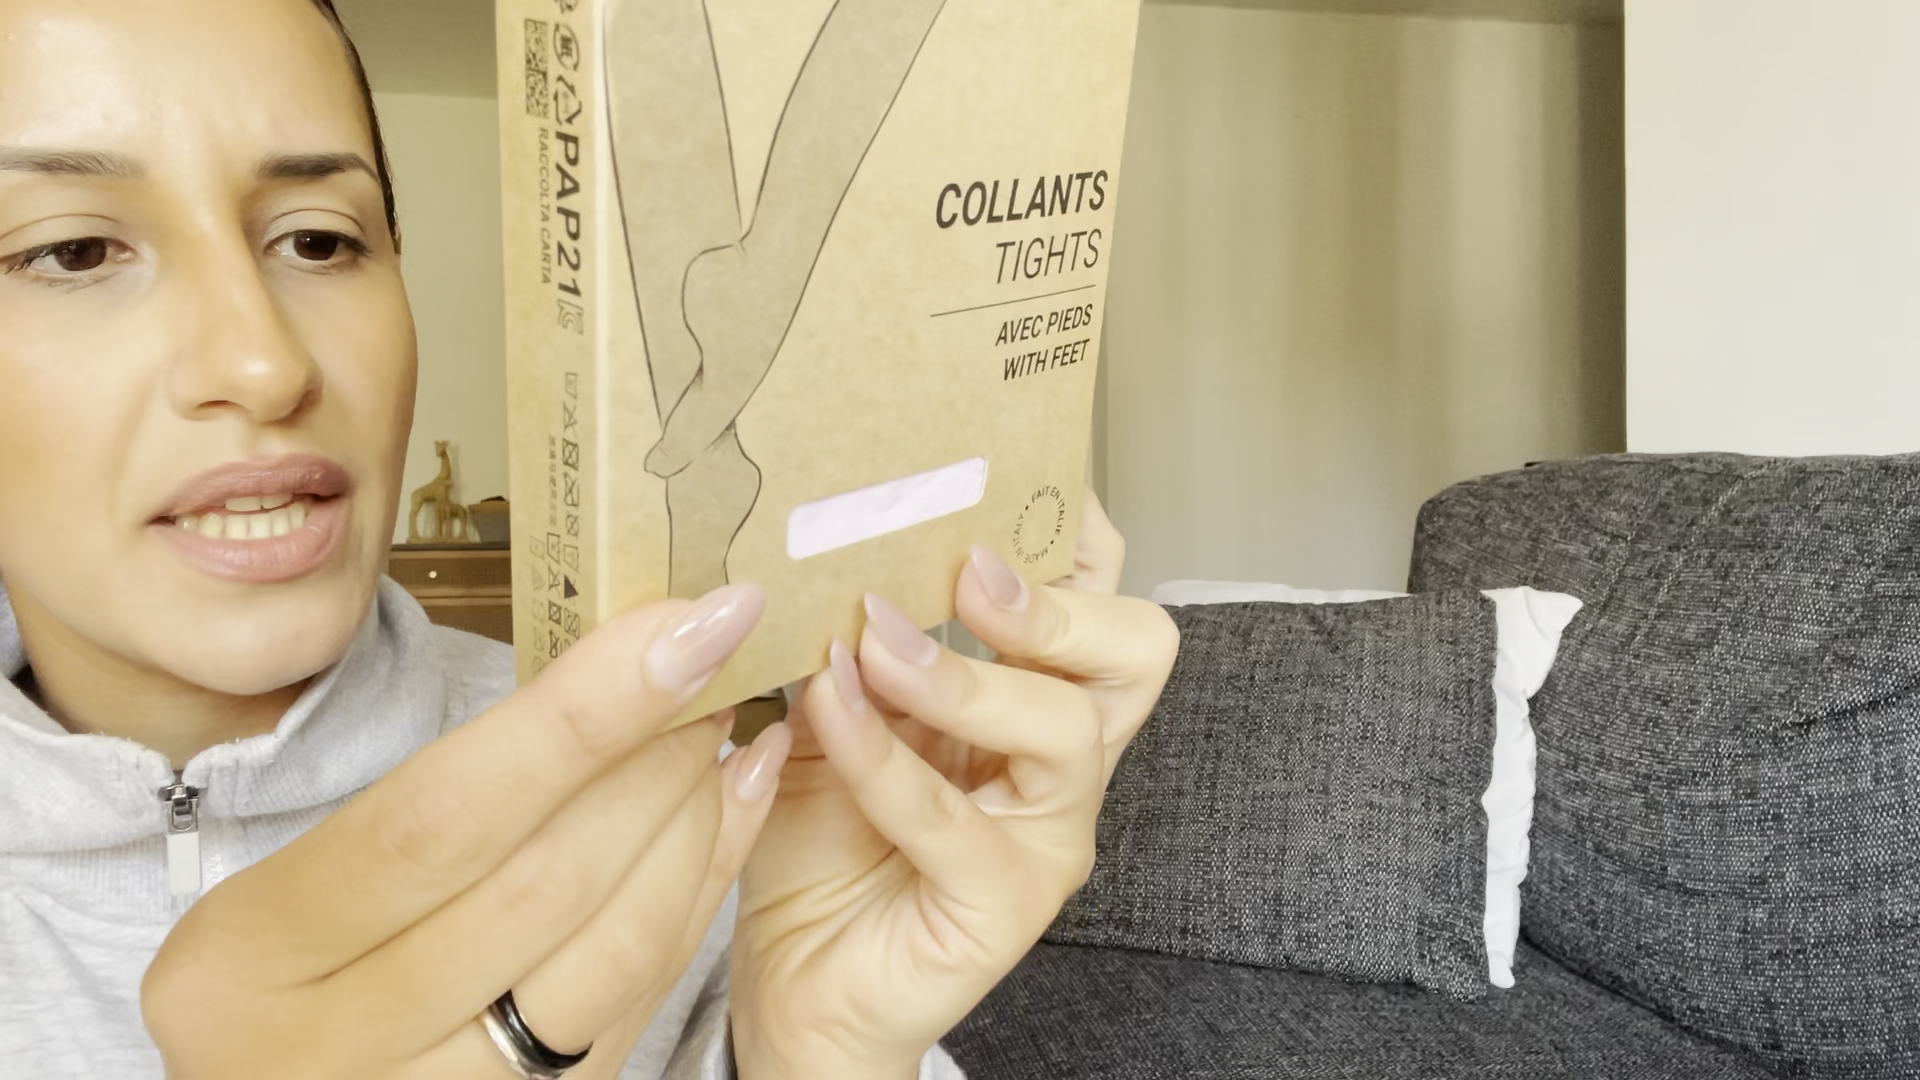 COLLANTS
TIGHTS
AVEC PIEDS
WITH FEET
FAIT EN ITALIE • MADE IN ITALY •
PAP21
RACCOLTA CARTA